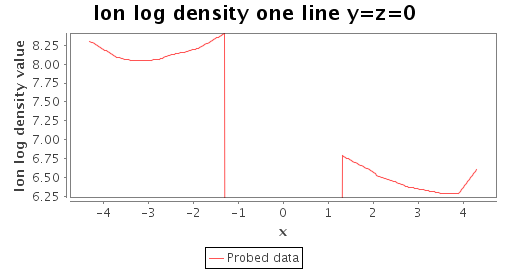 Ion log density one line y=z=0
Ion log density value
8.25
8.00
7.75
7.50
7.25
7.00
6.75
6.50
6.25
-4 -3 -2 -1 0 1 2 3 4
x
Probed data